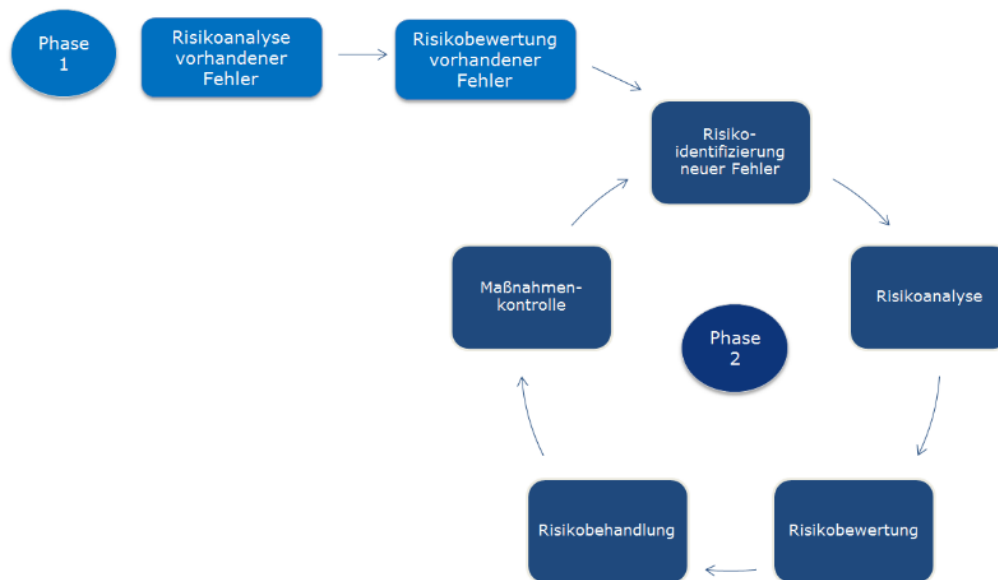 Phase
1
Risikoanalyse
vorhandener
Fehler
Risikobewertung
vorhandener
Fehler
Risiko-
identifizierung
neuer Fehler
Risikoanalyse
Risikobewertung
Risikobehandlung
Maßnahmen-
kontrolle
Phase
2